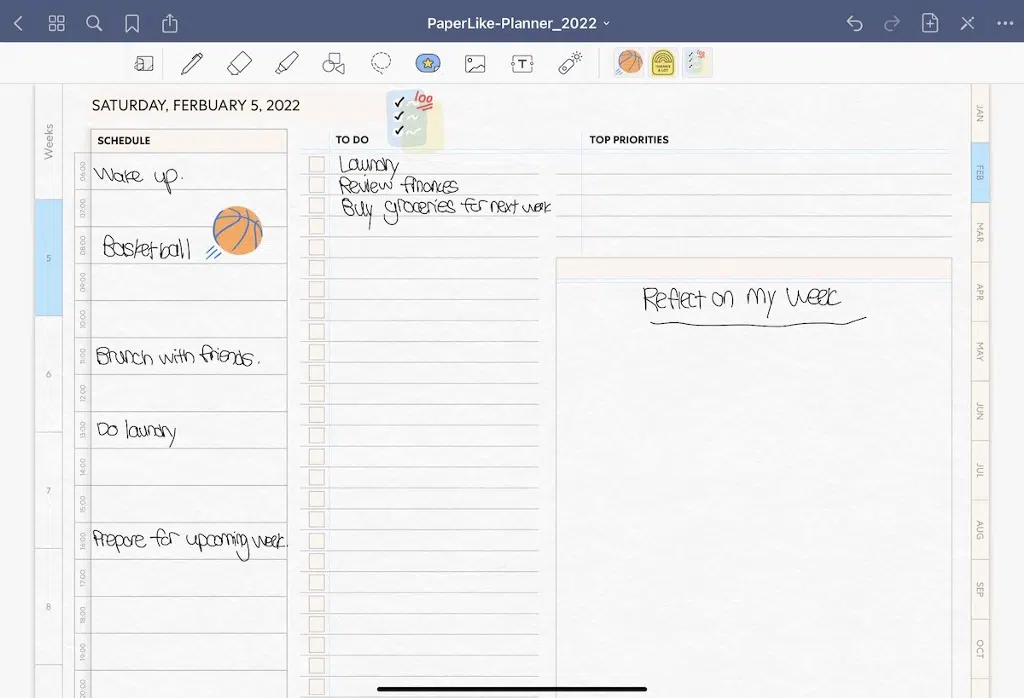 PaperLike-Planner_2022
SATURDAY, FERBUARY 5, 2022
100
Weeks
5
6
7
8
SCHEDULE
06:00
Wake up.
07:00
08:00
Basketball
09:00
10:00
11:00
Brunch with friends.
12:00
13:00
Do laundry
14:00
15:00
16:00
Prepare for upcoming week.
17:00
18:00
19:00
20:00
TO DO
Laundry
Review finances
Buy groceries for next week
TOP PRIORITIES
Reflect on my week
JAN
FEB
MAR
APR
MAY
JUN
JUL
AUG
SEP
OCT